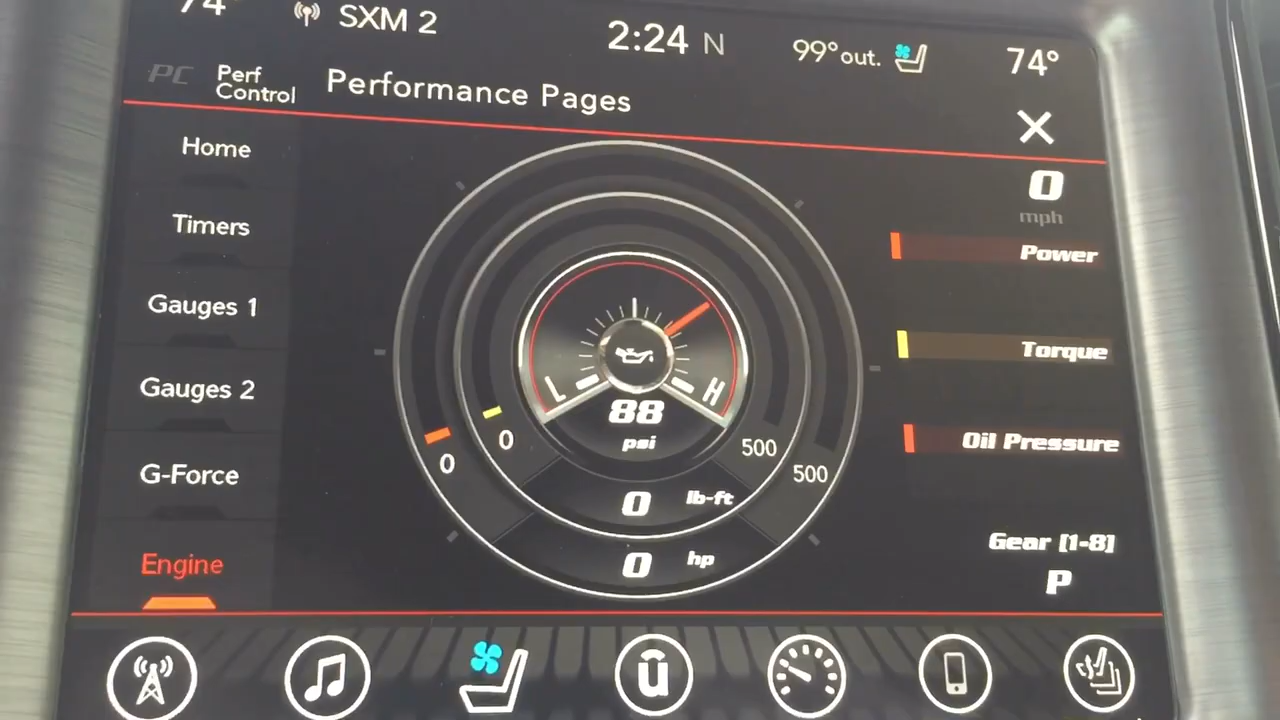 74°
SXM 2
2:24 N
99° out.
74°
PC
Perf
Control
Performance Pages
Home
Timers
Gauges 1
Gauges 2
G-Force
Engine
L
H
88
psi
0
0
500
500
0 lb-ft
0 hp
0
mph
Power
Torque
Oil Pressure
Gear [1-8]
P
u